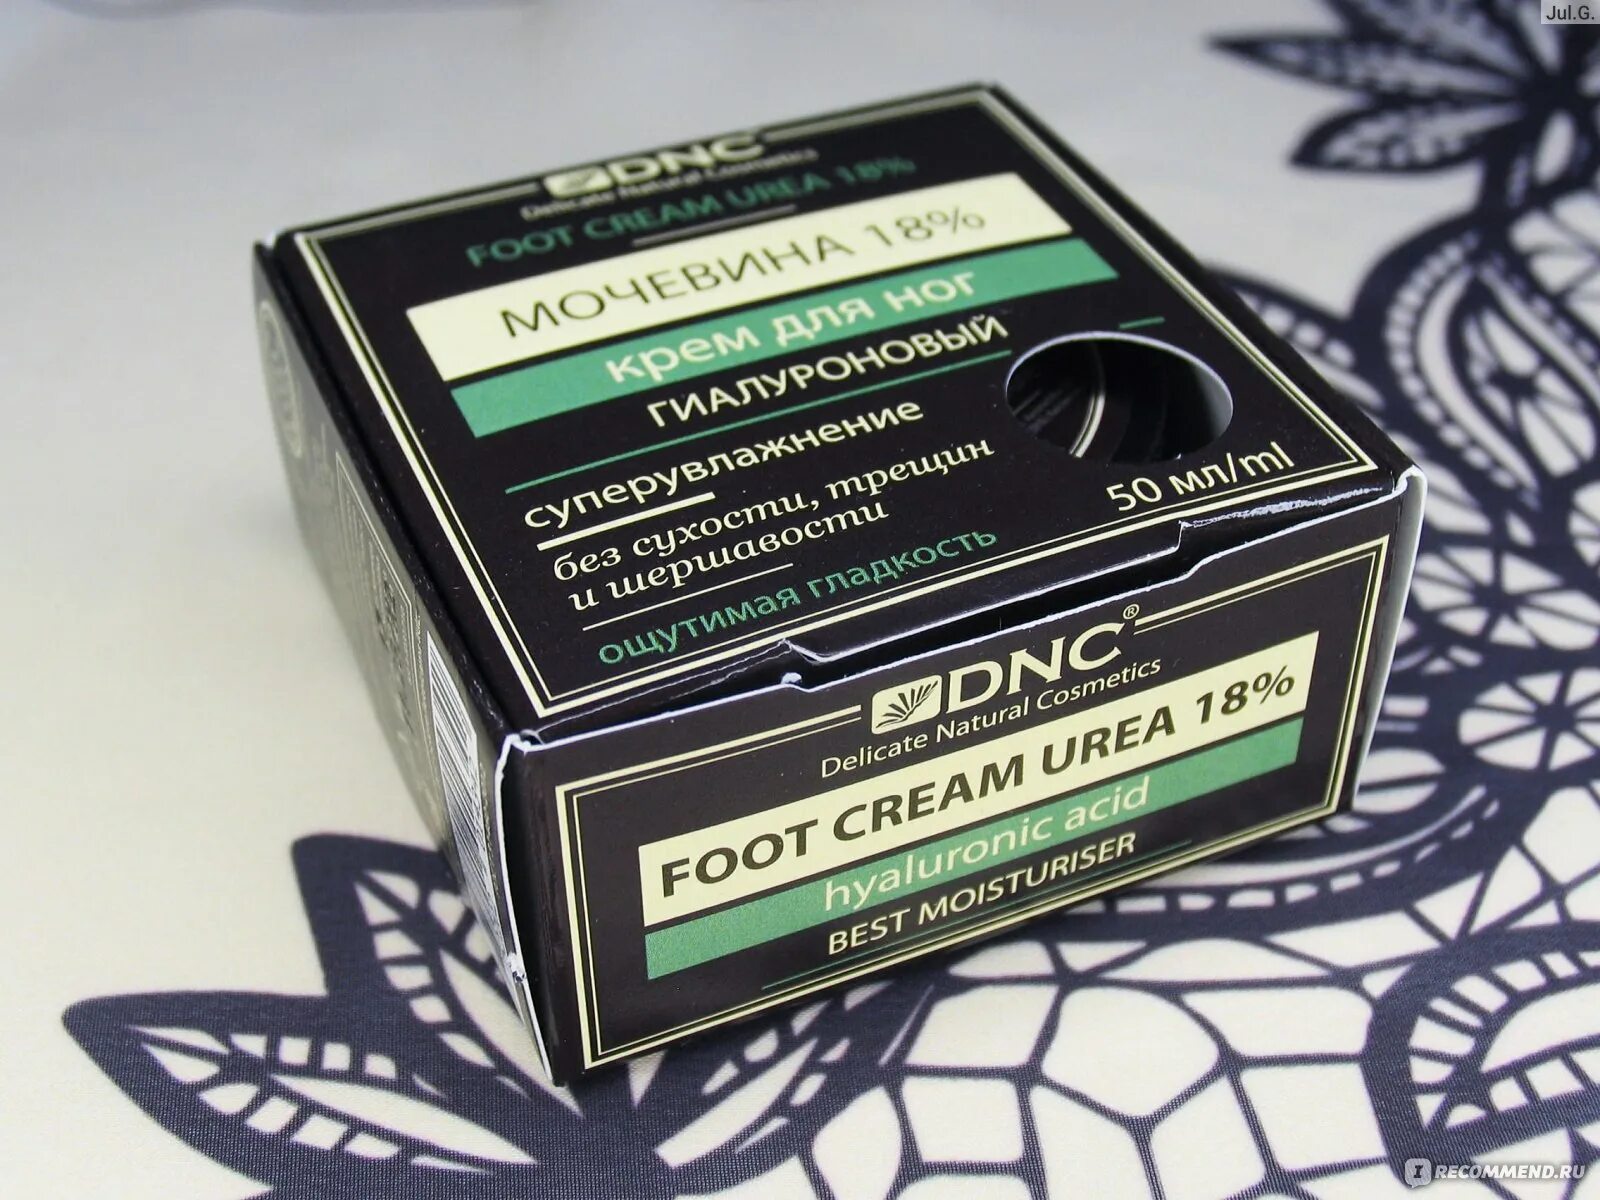 Jul.G.
DNC
Delicate Natural Cosmetics
FOOT CREAM UREA 18%
МОЧЕВИНА 18%
крем для ног
ГИАЛУРОНОВЫЙ
суперувлажнение
без сухости, трещин
и шершавости
50 мл/ml
ощутимая гладкость
DNC®
Delicate Natural Cosmetics
FOOT CREAM UREA 18%
hyaluronic acid
BEST MOISTURISER
IRECOMMEND.RU